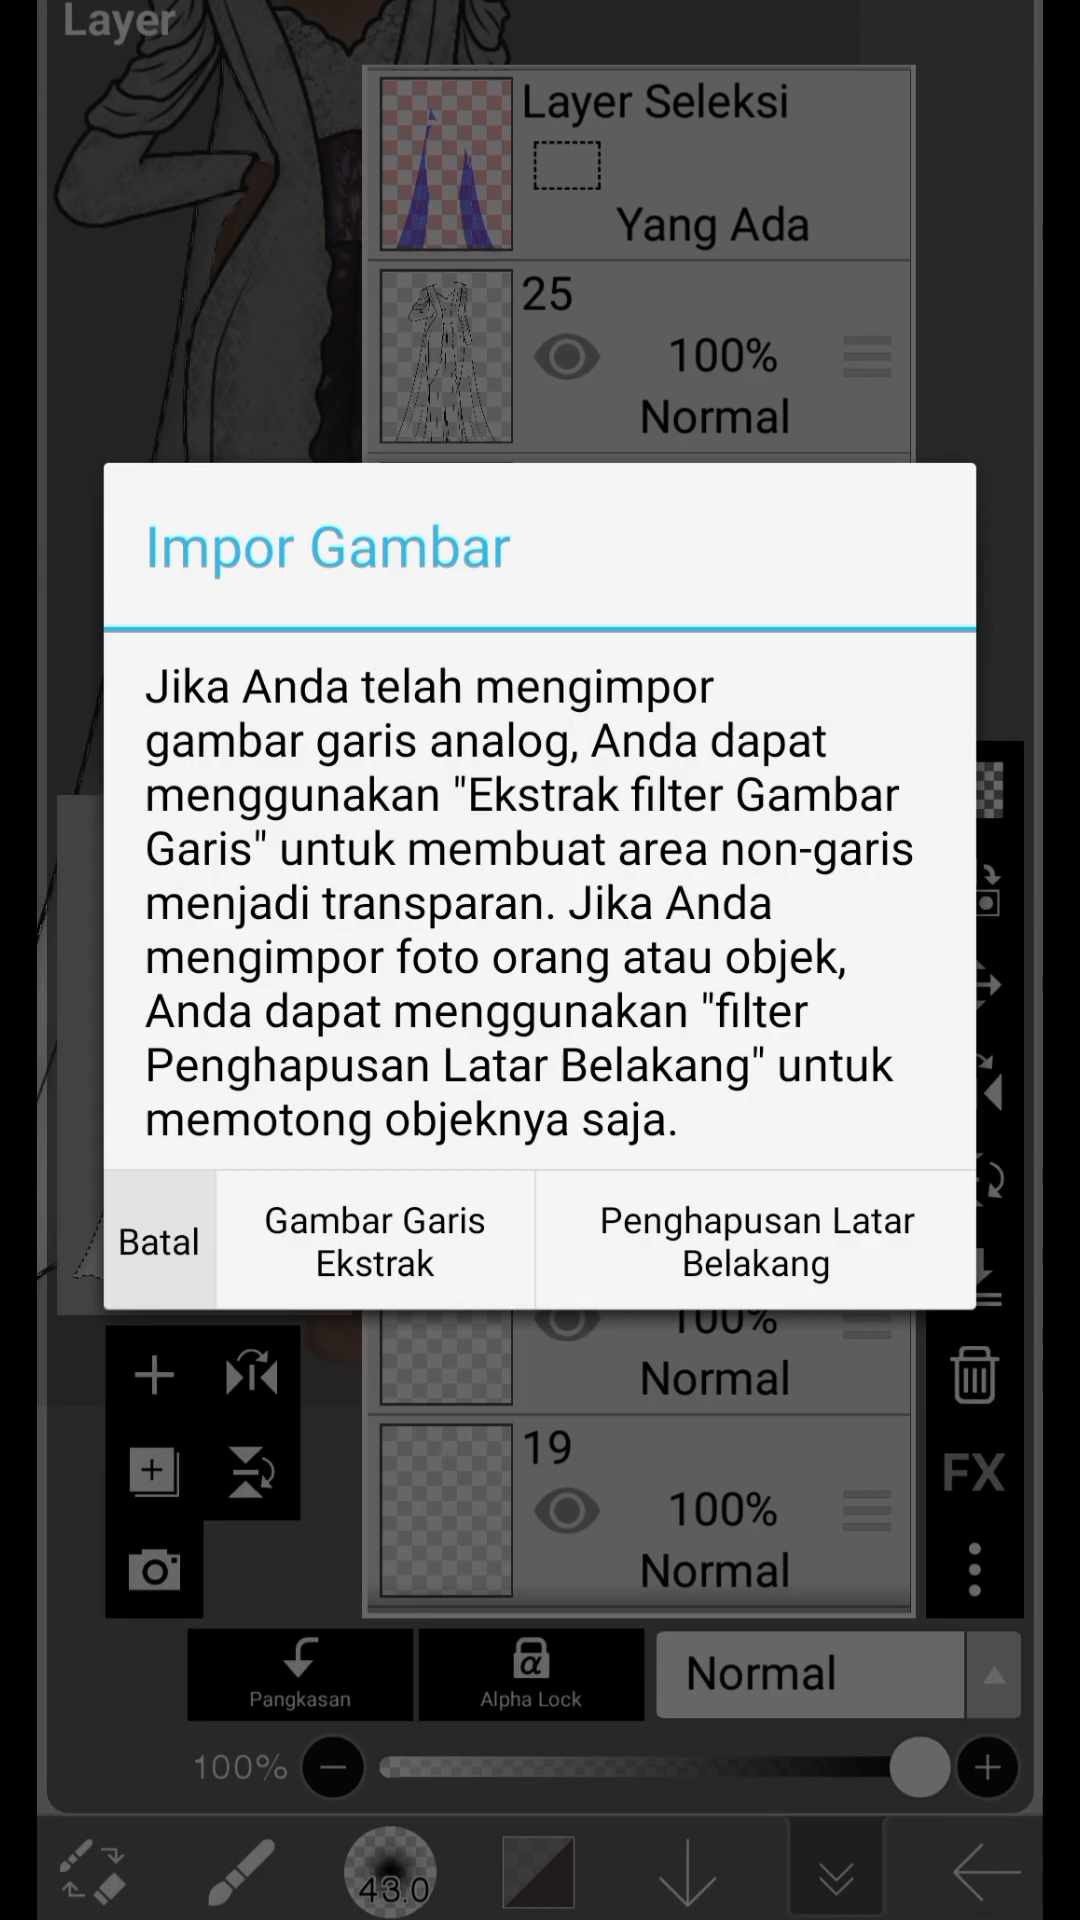 Layer
Layer Seleksi
Yang Ada
25
100%
Normal
Impor Gambar
Jika Anda telah mengimpor
gambar garis analog, Anda dapat
menggunakan "Ekstrak filter Gambar
Garis" untuk membuat area non-garis
menjadi transparan. Jika Anda
mengimpor foto orang atau objek,
Anda dapat menggunakan "filter
Penghapusan Latar Belakang" untuk
memotong objeknya saja.
Batal
Gambar Garis
Ekstrak
Penghapusan Latar
Belakang
100%
Normal
19
100%
Normal
FX
Pangkasan
α
Alpha Lock
Normal
100%
43.0